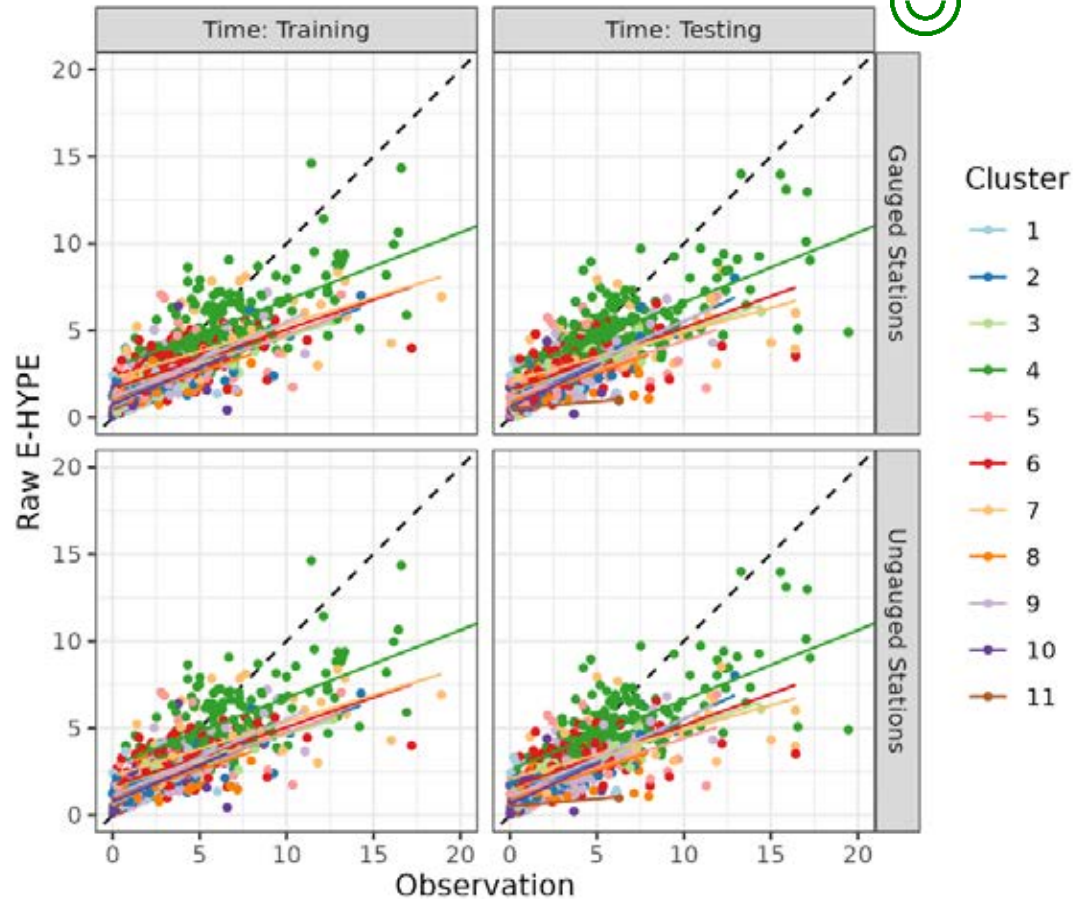 Time: Training
Time: Testing
20
15
10
5
0
Gauged Stations
20
15
10
5
0
Ungauged Stations
Raw E-HYPE
0 5 10 15 20
0 5 10 15 20
Observation
Cluster
1
2
3
4
5
6
7
8
9
10
11